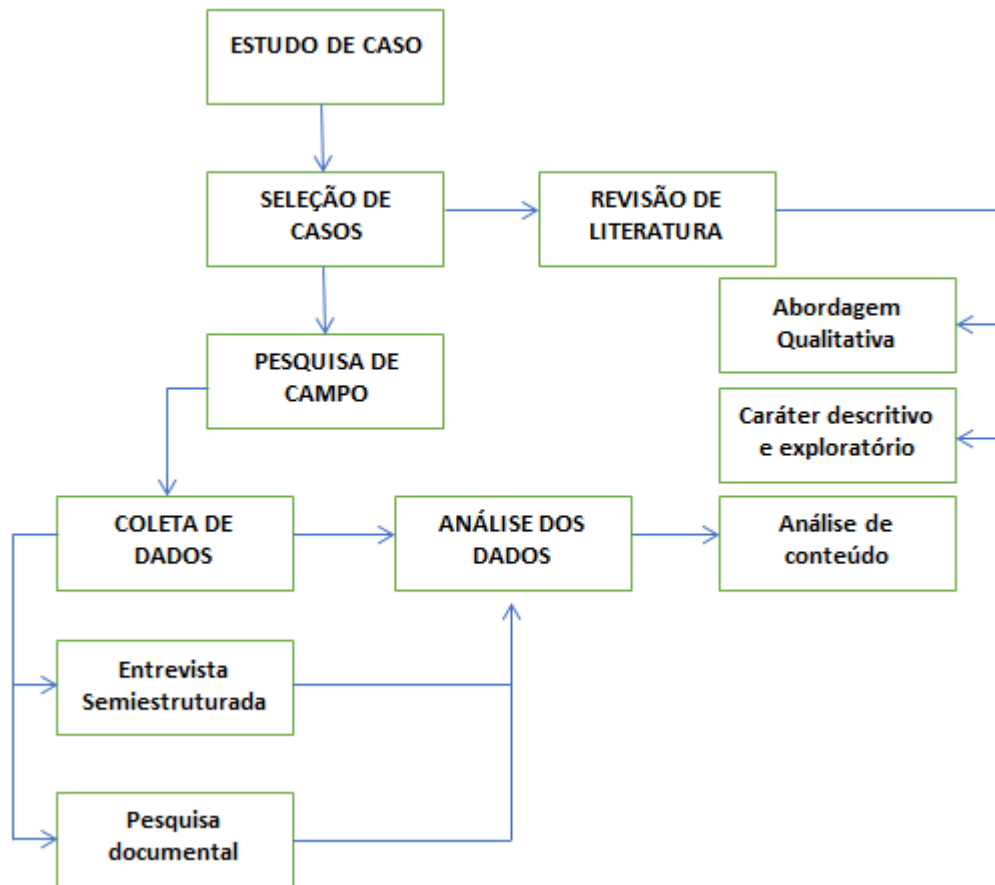 ESTUDO DE CASO
SELEÇÃO DE
CASOS
REVISÃO DE
LITERATURA
Abordagem
Qualitativa
PESQUISA DE
CAMPO
Caráter descritivo
e exploratório
COLETA DE
DADOS
ANÁLISE DOS
DADOS
Análise de
conteúdo
Entrevista
Semiestruturada
Pesquisa
documental